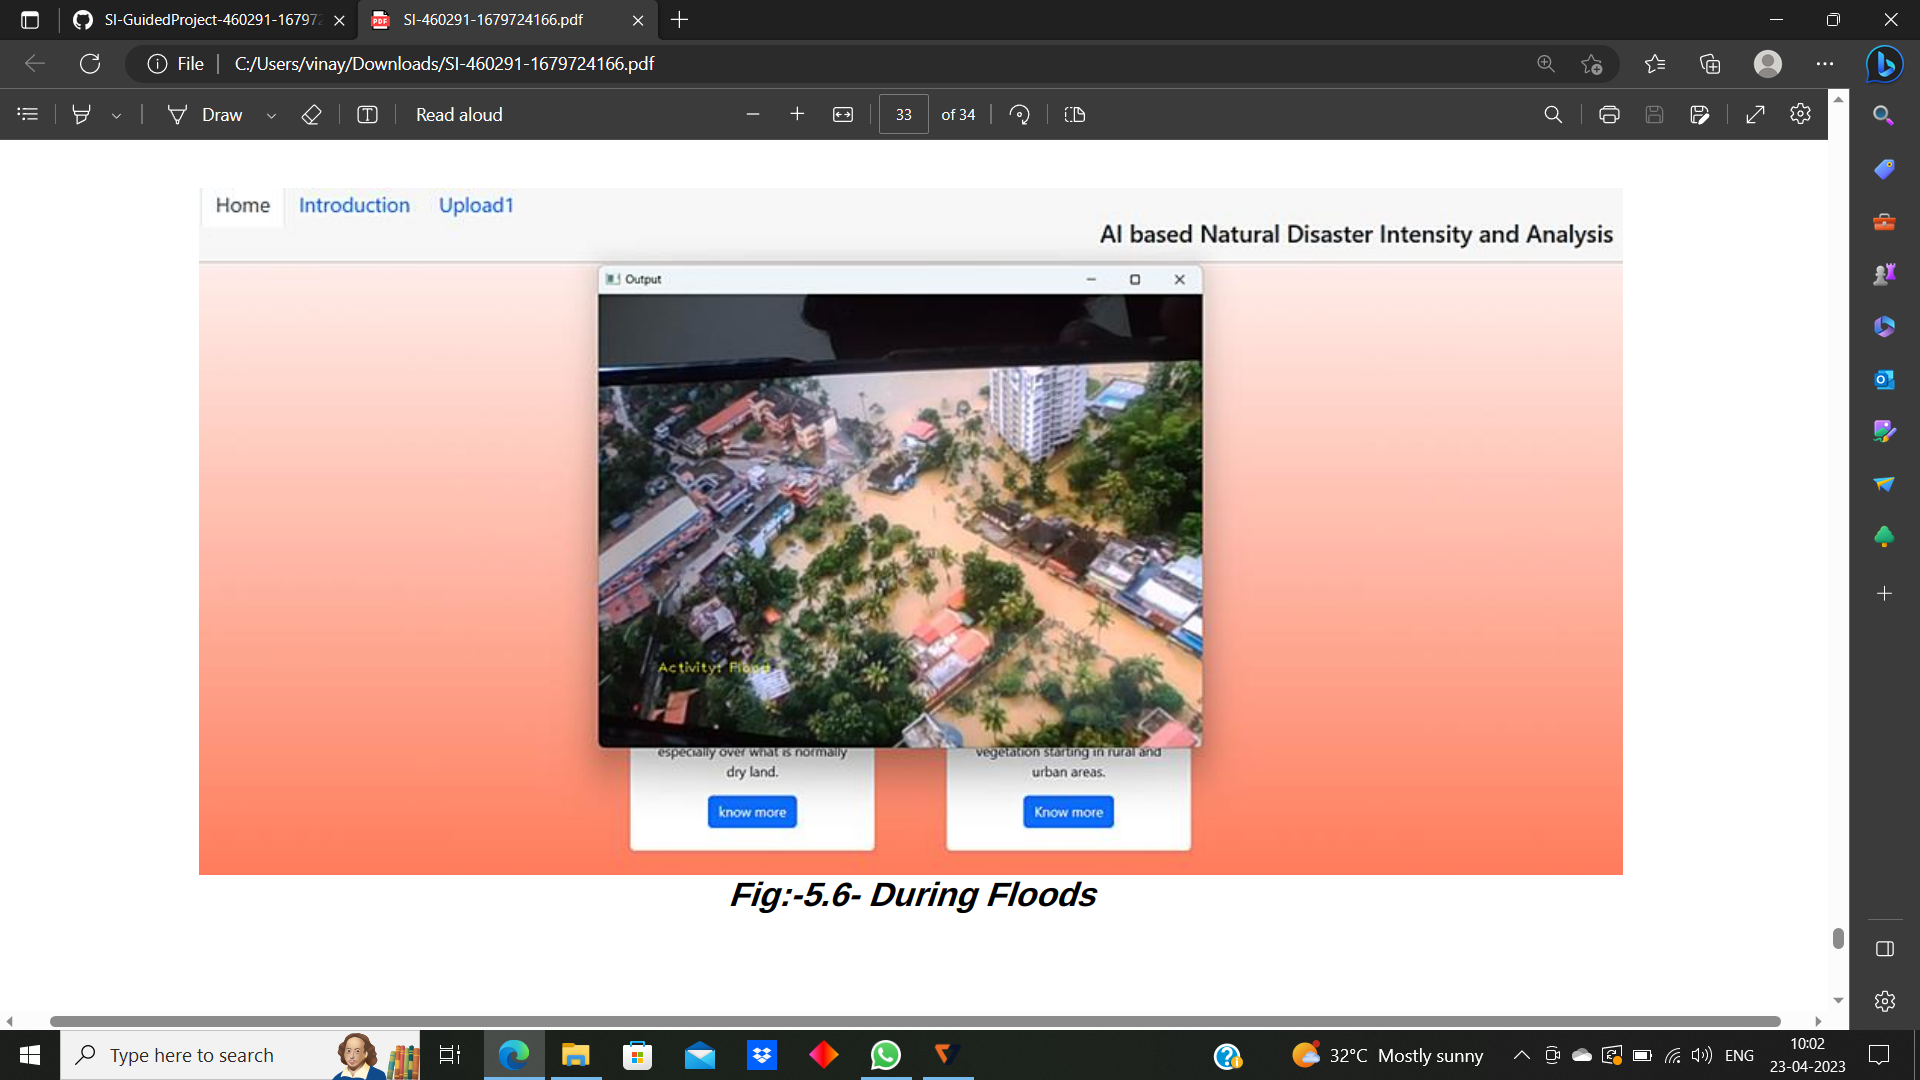 SI-GuidedProject-460291-16797
SI-460291-1679724166.pdf
File
C:/Users/vinay/Downloads/SI-460291-1679724166.pdf
Draw
Read aloud
33 of 34
Home Introduction Upload1
AI based Natural Disaster Intensity and Analysis
Output
Activity: Flood
especially over what is normally
dry land.
know more
vegetation starting in rural and
urban areas.
Know more
Fig:-5.6- During Floods
Type here to search
32°C Mostly sunny
ENG
10:02
23-04-2023